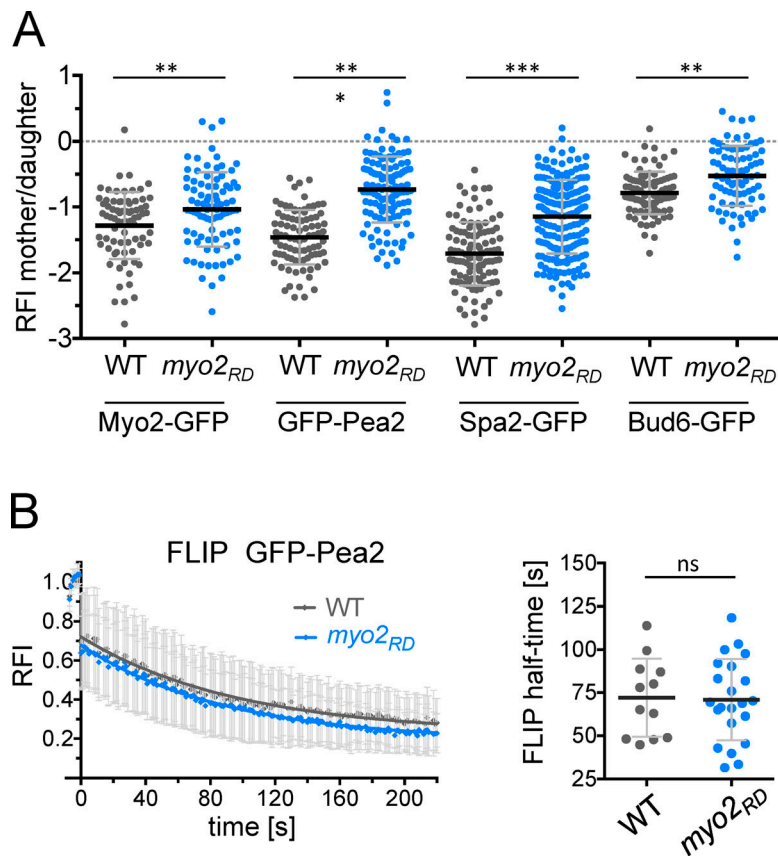 A
** ** *** **
*
RFI mother/daughter
1
0
-1
-2
-3
WT myo2RD WT myo2RD WT myo2RD WT myo2RD
Myo2-GFP GFP-Pea2 Spa2-GFP Bud6-GFP
B
FLIP GFP-Pea2
WT
myo2RD
RFI
1.0
0.8
0.6
0.4
0.2
0 40 80 120 160 200
time [s]
ns
FLIP half-time [s]
150
125
100
75
50
25
WT myo2RD